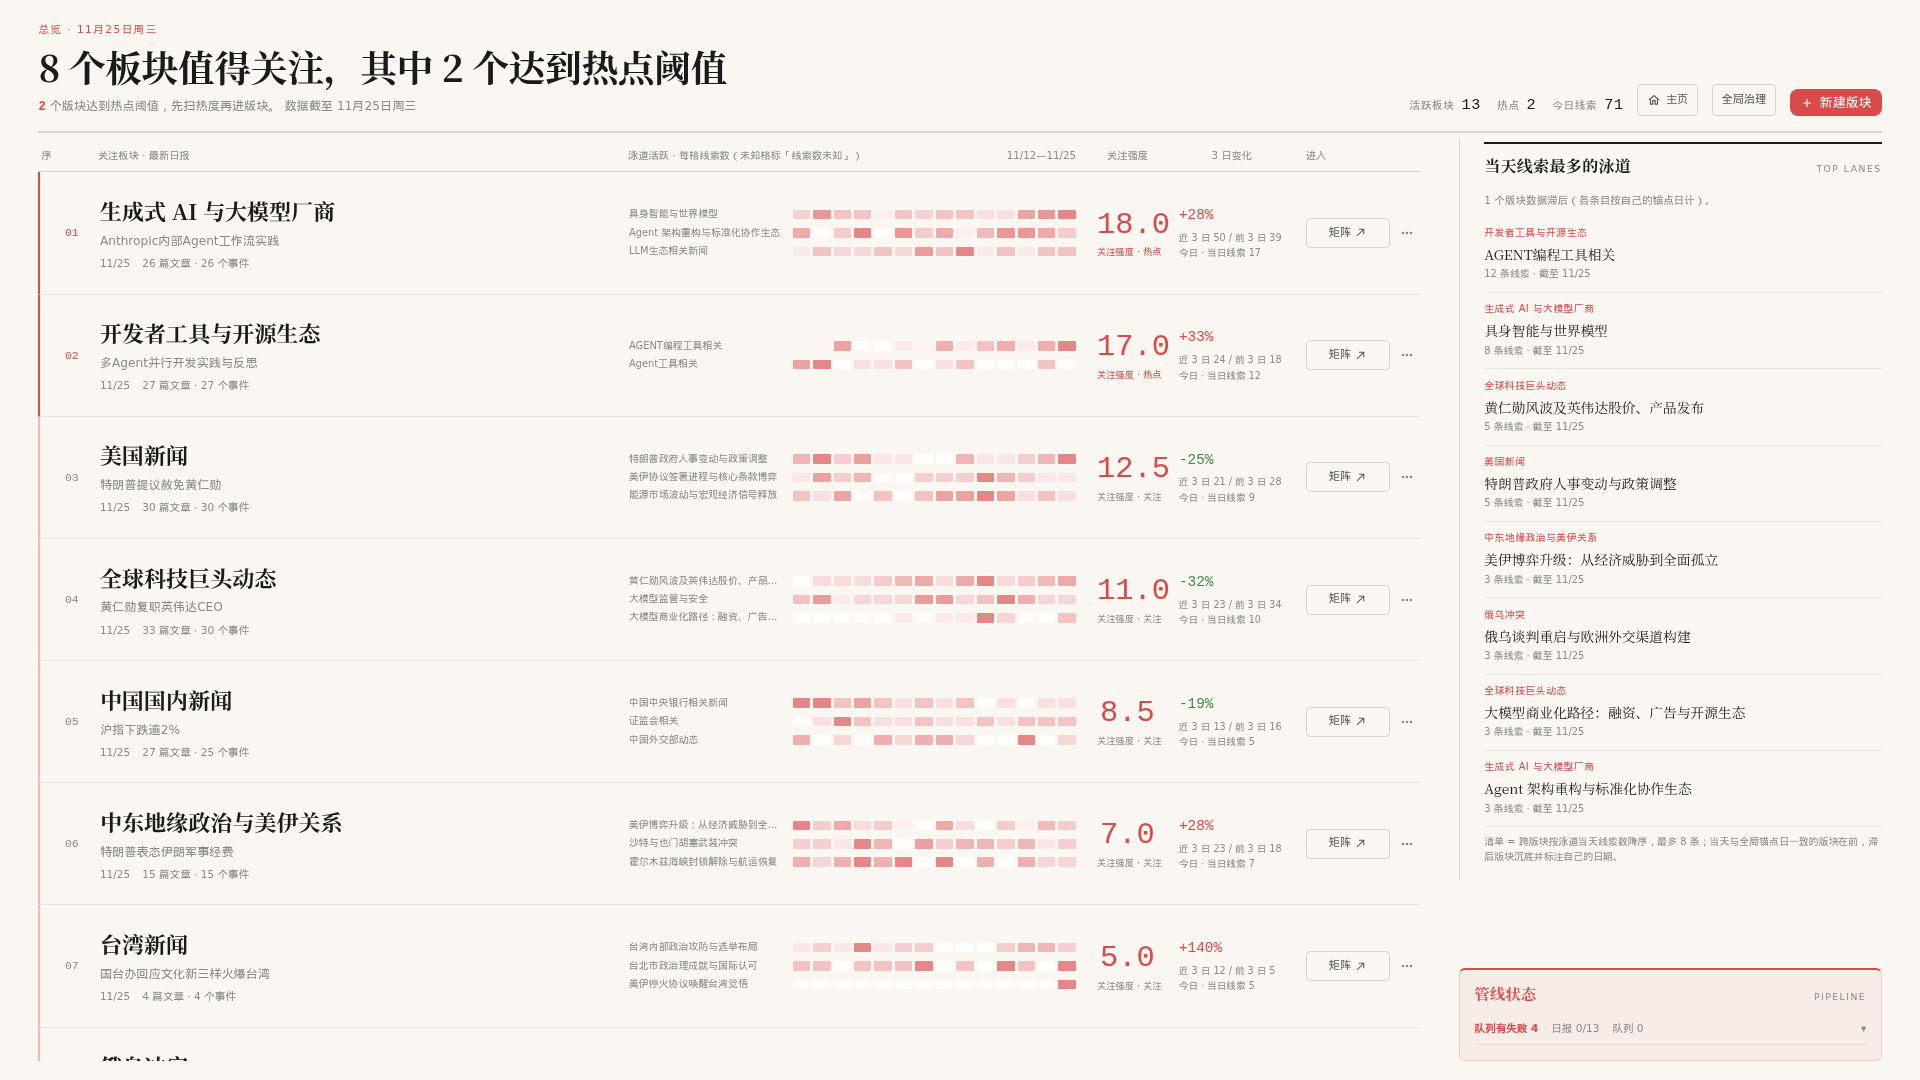 总览 · 11月25日周三
8 个板块值得关注，其中 2 个达到热点阈值
2 个版块达到热点阈值，先扫热度再进版块。 数据截至 11月25日周三
活跃板块 13 热点 2 今日线索 71
主页
全局治理
+ 新建版块
序 关注板块 · 最新日报 泳道活跃 · 每格线索数（未知格标「线索数未知」） 11/12—11/25 关注强度 3 日变化 进入
01
生成式 AI 与大模型厂商
Anthropic内部Agent工作流实践
11/25 26 篇文章 · 26 个事件
具身智能与世界模型
Agent 架构重构与标准化协作生态
LLM生态相关新闻
18.0
关注强度 · 热点
+28%
近 3 日 50 / 前 3 日 39
今日 · 当日线索 17
矩阵 ↗ ···
02
开发者工具与开源生态
多Agent并行开发实践与反思
11/25 27 篇文章 · 27 个事件
AGENT编程工具相关
Agent工具相关
17.0
关注强度 · 热点
+33%
近 3 日 24 / 前 3 日 18
今日 · 当日线索 12
矩阵 ↗ ···
03
美国新闻
特朗普提议赦免黄仁勋
11/25 30 篇文章 · 30 个事件
特朗普政府人事变动与政策调整
美伊协议签署进程与核心条款博弈
能源市场波动与宏观经济信号释放
12.5
关注强度 · 关注
-25%
近 3 日 21 / 前 3 日 28
今日 · 当日线索 9
矩阵 ↗ ···
04
全球科技巨头动态
黄仁勋复职英伟达CEO
11/25 33 篇文章 · 30 个事件
黄仁勋风波及英伟达股价、产品...
大模型监管与安全
大模型商业化路径：融资、广告...
11.0
关注强度 · 关注
-32%
近 3 日 23 / 前 3 日 34
今日 · 当日线索 10
矩阵 ↗ ···
05
中国国内新闻
沪指下跌逾2%
11/25 27 篇文章 · 25 个事件
中国中央银行相关新闻
证监会相关
中国外交部动态
8.5
关注强度 · 关注
-19%
近 3 日 13 / 前 3 日 16
今日 · 当日线索 5
矩阵 ↗ ···
06
中东地缘政治与美伊关系
特朗普表态伊朗军事经费
11/25 15 篇文章 · 15 个事件
美伊博弈升级：从经济威胁到全...
沙特与也门胡塞武装冲突
霍尔木兹海峡封锁解除与航运恢复
7.0
关注强度 · 关注
+28%
近 3 日 23 / 前 3 日 18
今日 · 当日线索 7
矩阵 ↗ ···
07
台湾新闻
国台办回应文化新三样火爆台湾
11/25 4 篇文章 · 4 个事件
台湾内部政治攻防与选举布局
台北市政治理成就与国际认可
美伊停火协议唤醒台湾觉悟
5.0
关注强度 · 关注
+140%
近 3 日 12 / 前 3 日 5
今日 · 当日线索 5
矩阵 ↗ ···
当天线索最多的泳道 TOP LANES
1 个版块数据滞后（各条目按自己的锚点日计）。
开发者工具与开源生态
AGENT编程工具相关
12 条线索 · 截至 11/25
生成式 AI 与大模型厂商
具身智能与世界模型
8 条线索 · 截至 11/25
全球科技巨头动态
黄仁勋风波及英伟达股价、产品发布
5 条线索 · 截至 11/25
美国新闻
特朗普政府人事变动与政策调整
5 条线索 · 截至 11/25
中东地缘政治与美伊关系
美伊博弈升级：从经济威胁到全面孤立
3 条线索 · 截至 11/25
俄乌冲突
俄乌谈判重启与欧洲外交渠道构建
3 条线索 · 截至 11/25
全球科技巨头动态
大模型商业化路径：融资、广告与开源生态
3 条线索 · 截至 11/25
生成式 AI 与大模型厂商
Agent 架构重构与标准化协作生态
3 条线索 · 截至 11/25
清单 = 跨版块按泳道当天线索数降序，最多 8 条；当天与全局锚点日一致的版块在前，滞
后版块沉底并标注自己的日期。
管线状态 PIPELINE
队列有失败 4 · 日报 0/13 · 队列 0 ▾